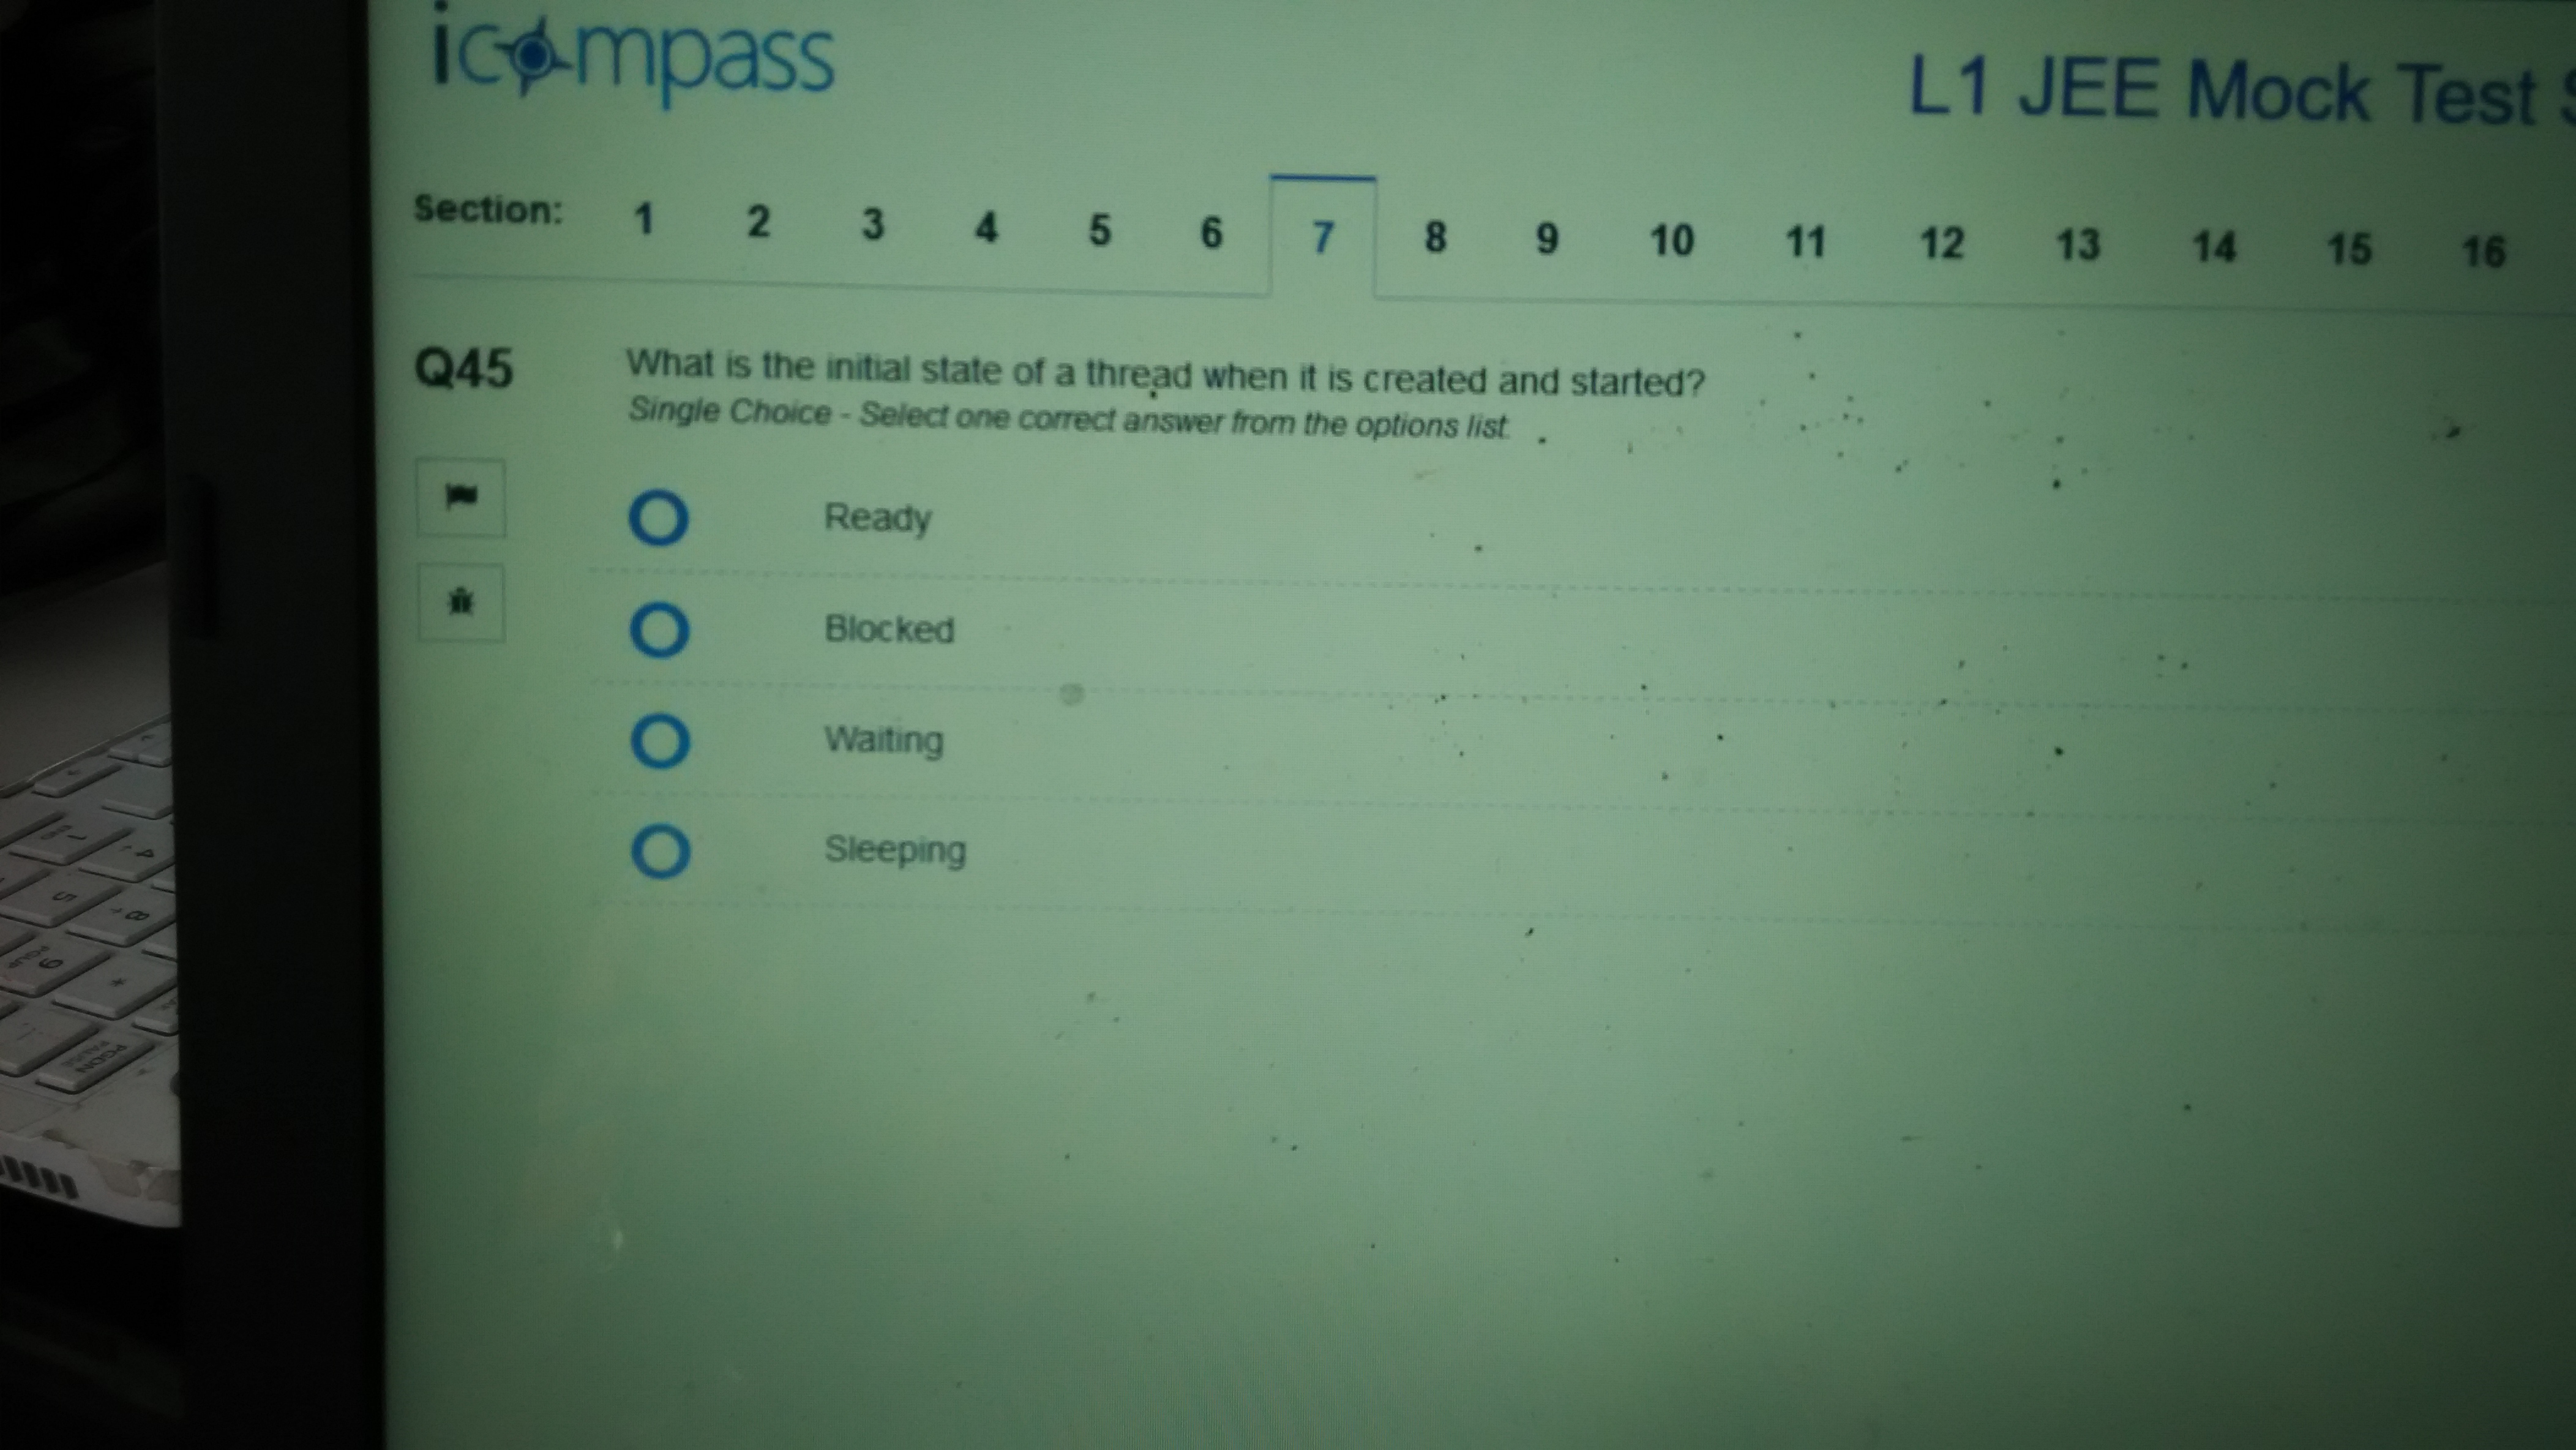 icompass
L1 JEE Mock Test
Section: 1 2 3 4 5 6 7 8 9 10 11 12 13 14 15 16
Q45 What is the initial state of a thread when it is created and started?
Single Choice - Select one correct answer from the options list.
Ready
Blocked
Waiting
Sleeping